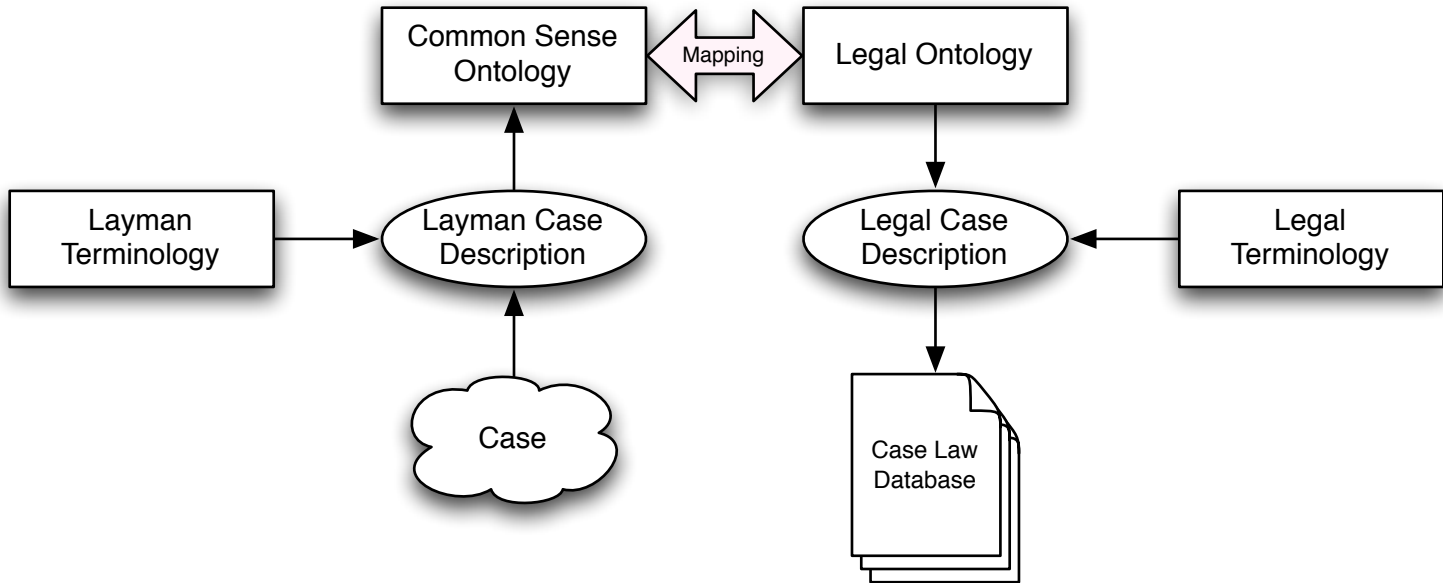 Common Sense
Ontology
Mapping
Legal Ontology
Layman
Terminology
Layman Case
Description
Legal Case
Description
Legal
Terminology
Case
Case Law
Database